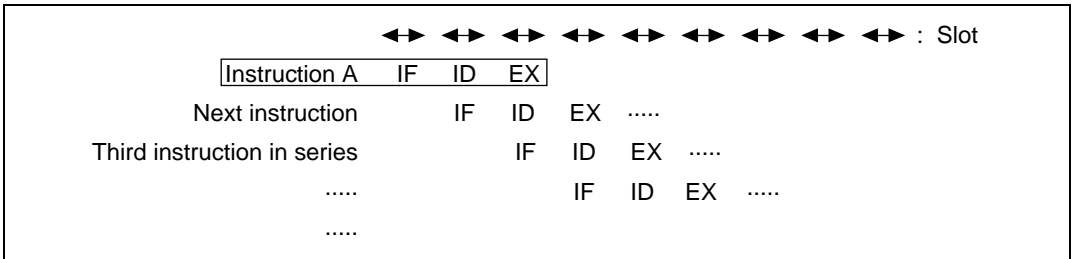 : Slot
Instruction A IF ID EX
Next instruction IF ID EX .....
Third instruction in series IF ID EX .....
..... IF ID EX .....
.....